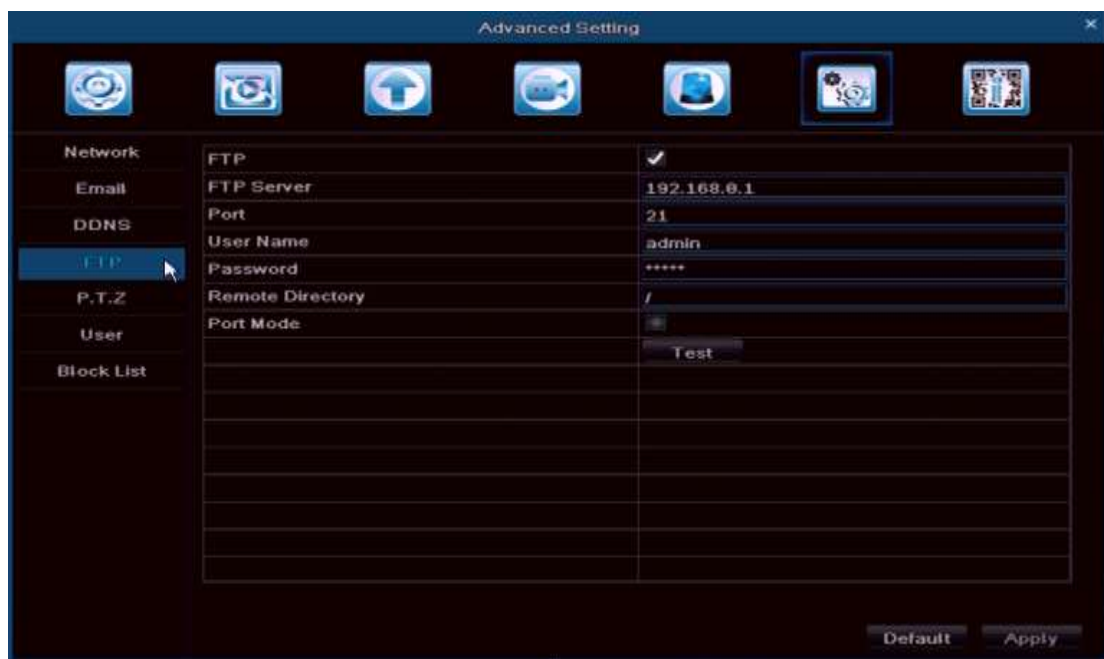 Advanced Setting ×
Network
Email
DDNS
FTP
P.T.Z
User
Block List
FTP
FTP Server 192.168.0.1
Port 21
User Name admin
Password *****
Remote Directory /
Port Mode
Test
Default Apply